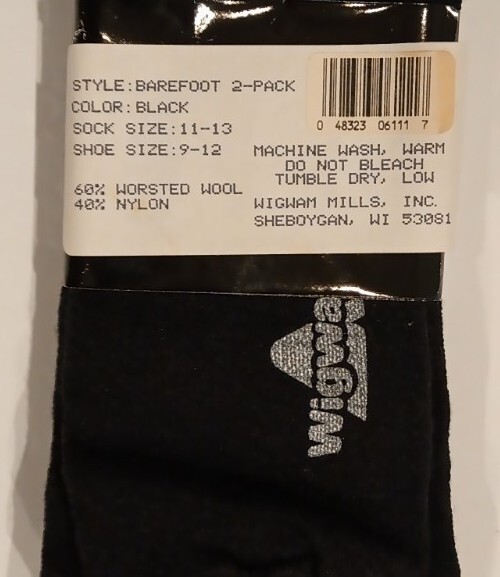 STYLE:BAREFOOT 2-PACK
COLOR:BLACK
SOCK SIZE:11-13
SHOE SIZE:9-12
60% WORSTED WOOL
40% NYLON
0 48323 06111 7
MACHINE WASH, WARM
DO NOT BLEACH
TUMBLE DRY, LOW
WIGWAM MILLS, INC.
SHEBOYGAN, WI 53081
wigwam